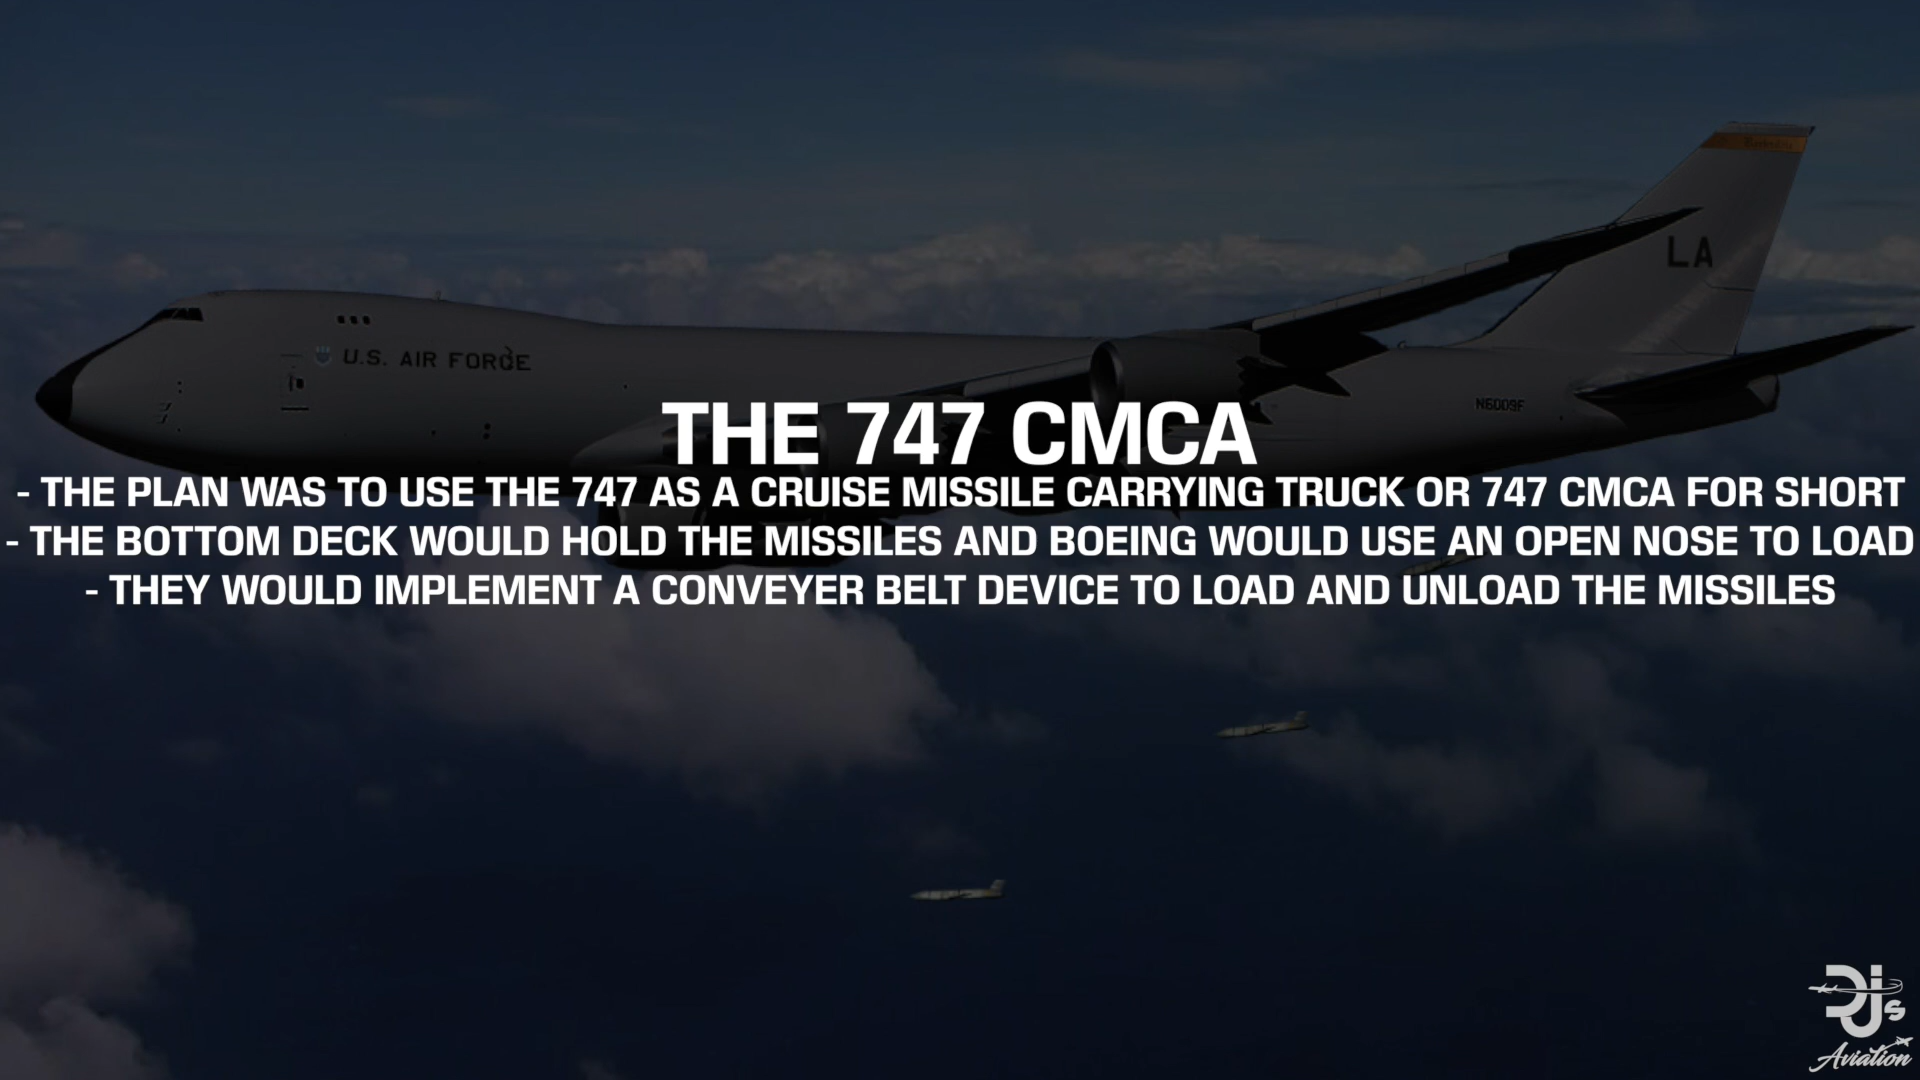 LA
U.S. AIR FORCE
N6009F
THE 747 CMCA
- THE PLAN WAS TO USE THE 747 AS A CRUISE MISSILE CARRYING TRUCK OR 747 CMCA FOR SHORT
- THE BOTTOM DECK WOULD HOLD THE MISSILES AND BOEING WOULD USE AN OPEN NOSE TO LOAD
- THEY WOULD IMPLEMENT A CONVEYER BELT DEVICE TO LOAD AND UNLOAD THE MISSILES
DJs
Aviation